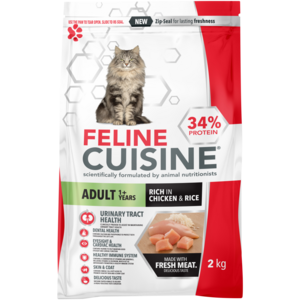 NEW
Zip-Seal for lasting freshness
34%
PROTEIN
FELINE
CUISINE®
scientifically formulated by animal nutritionists
ADULT 1+
YEARS
RICH IN
CHICKEN & RICE
URINARY TRACT
HEALTH
DENTAL HEALTH
EYESIGHT &
CARDIAC HEALTH
HEALTHY IMMUNE SYSTEM
SKIN & COAT
DELICIOUS TASTE
MADE WITH
FRESH MEAT.
DELICIOUS TASTE
2 kg